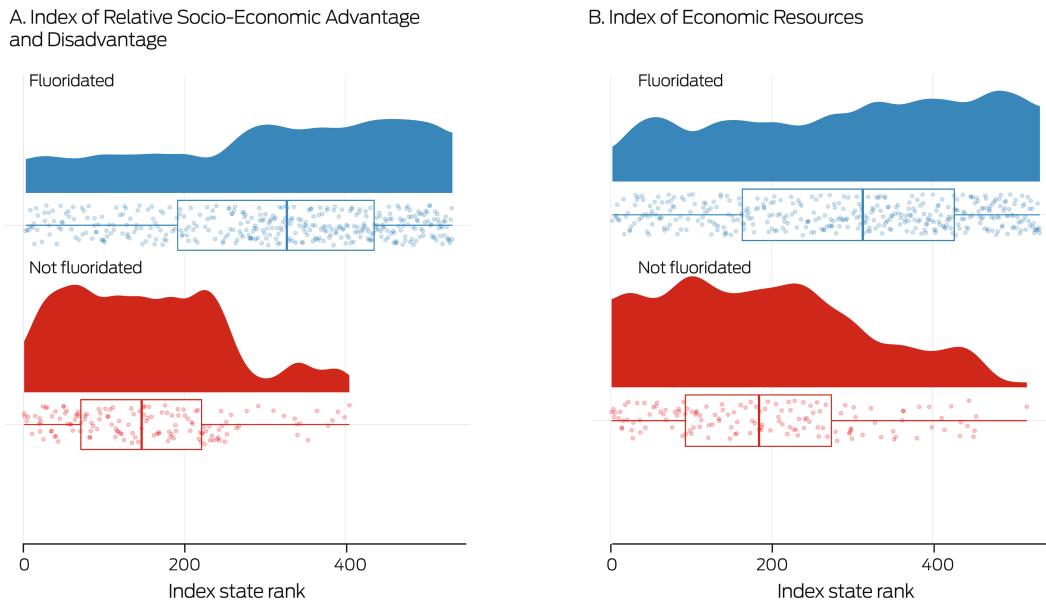 A. Index of Relative Socio-Economic Advantage
and Disadvantage
Fluoridated
Not fluoridated
0 200 400
Index state rank
B. Index of Economic Resources
Fluoridated
Not fluoridated
0 200 400
Index state rank